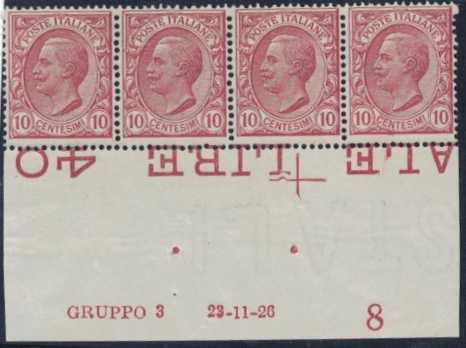 POSTE ITALIANE POSTE ITALIANE POSTE ITALIANE POSTE ITALIANE
10 CENTESIMI 10 10 CENTESIMI 10 10 CENTESIMI 10 10 CENTESIMI 10
ALE LIRE 40
GRUPPO 3 23-11-26 8